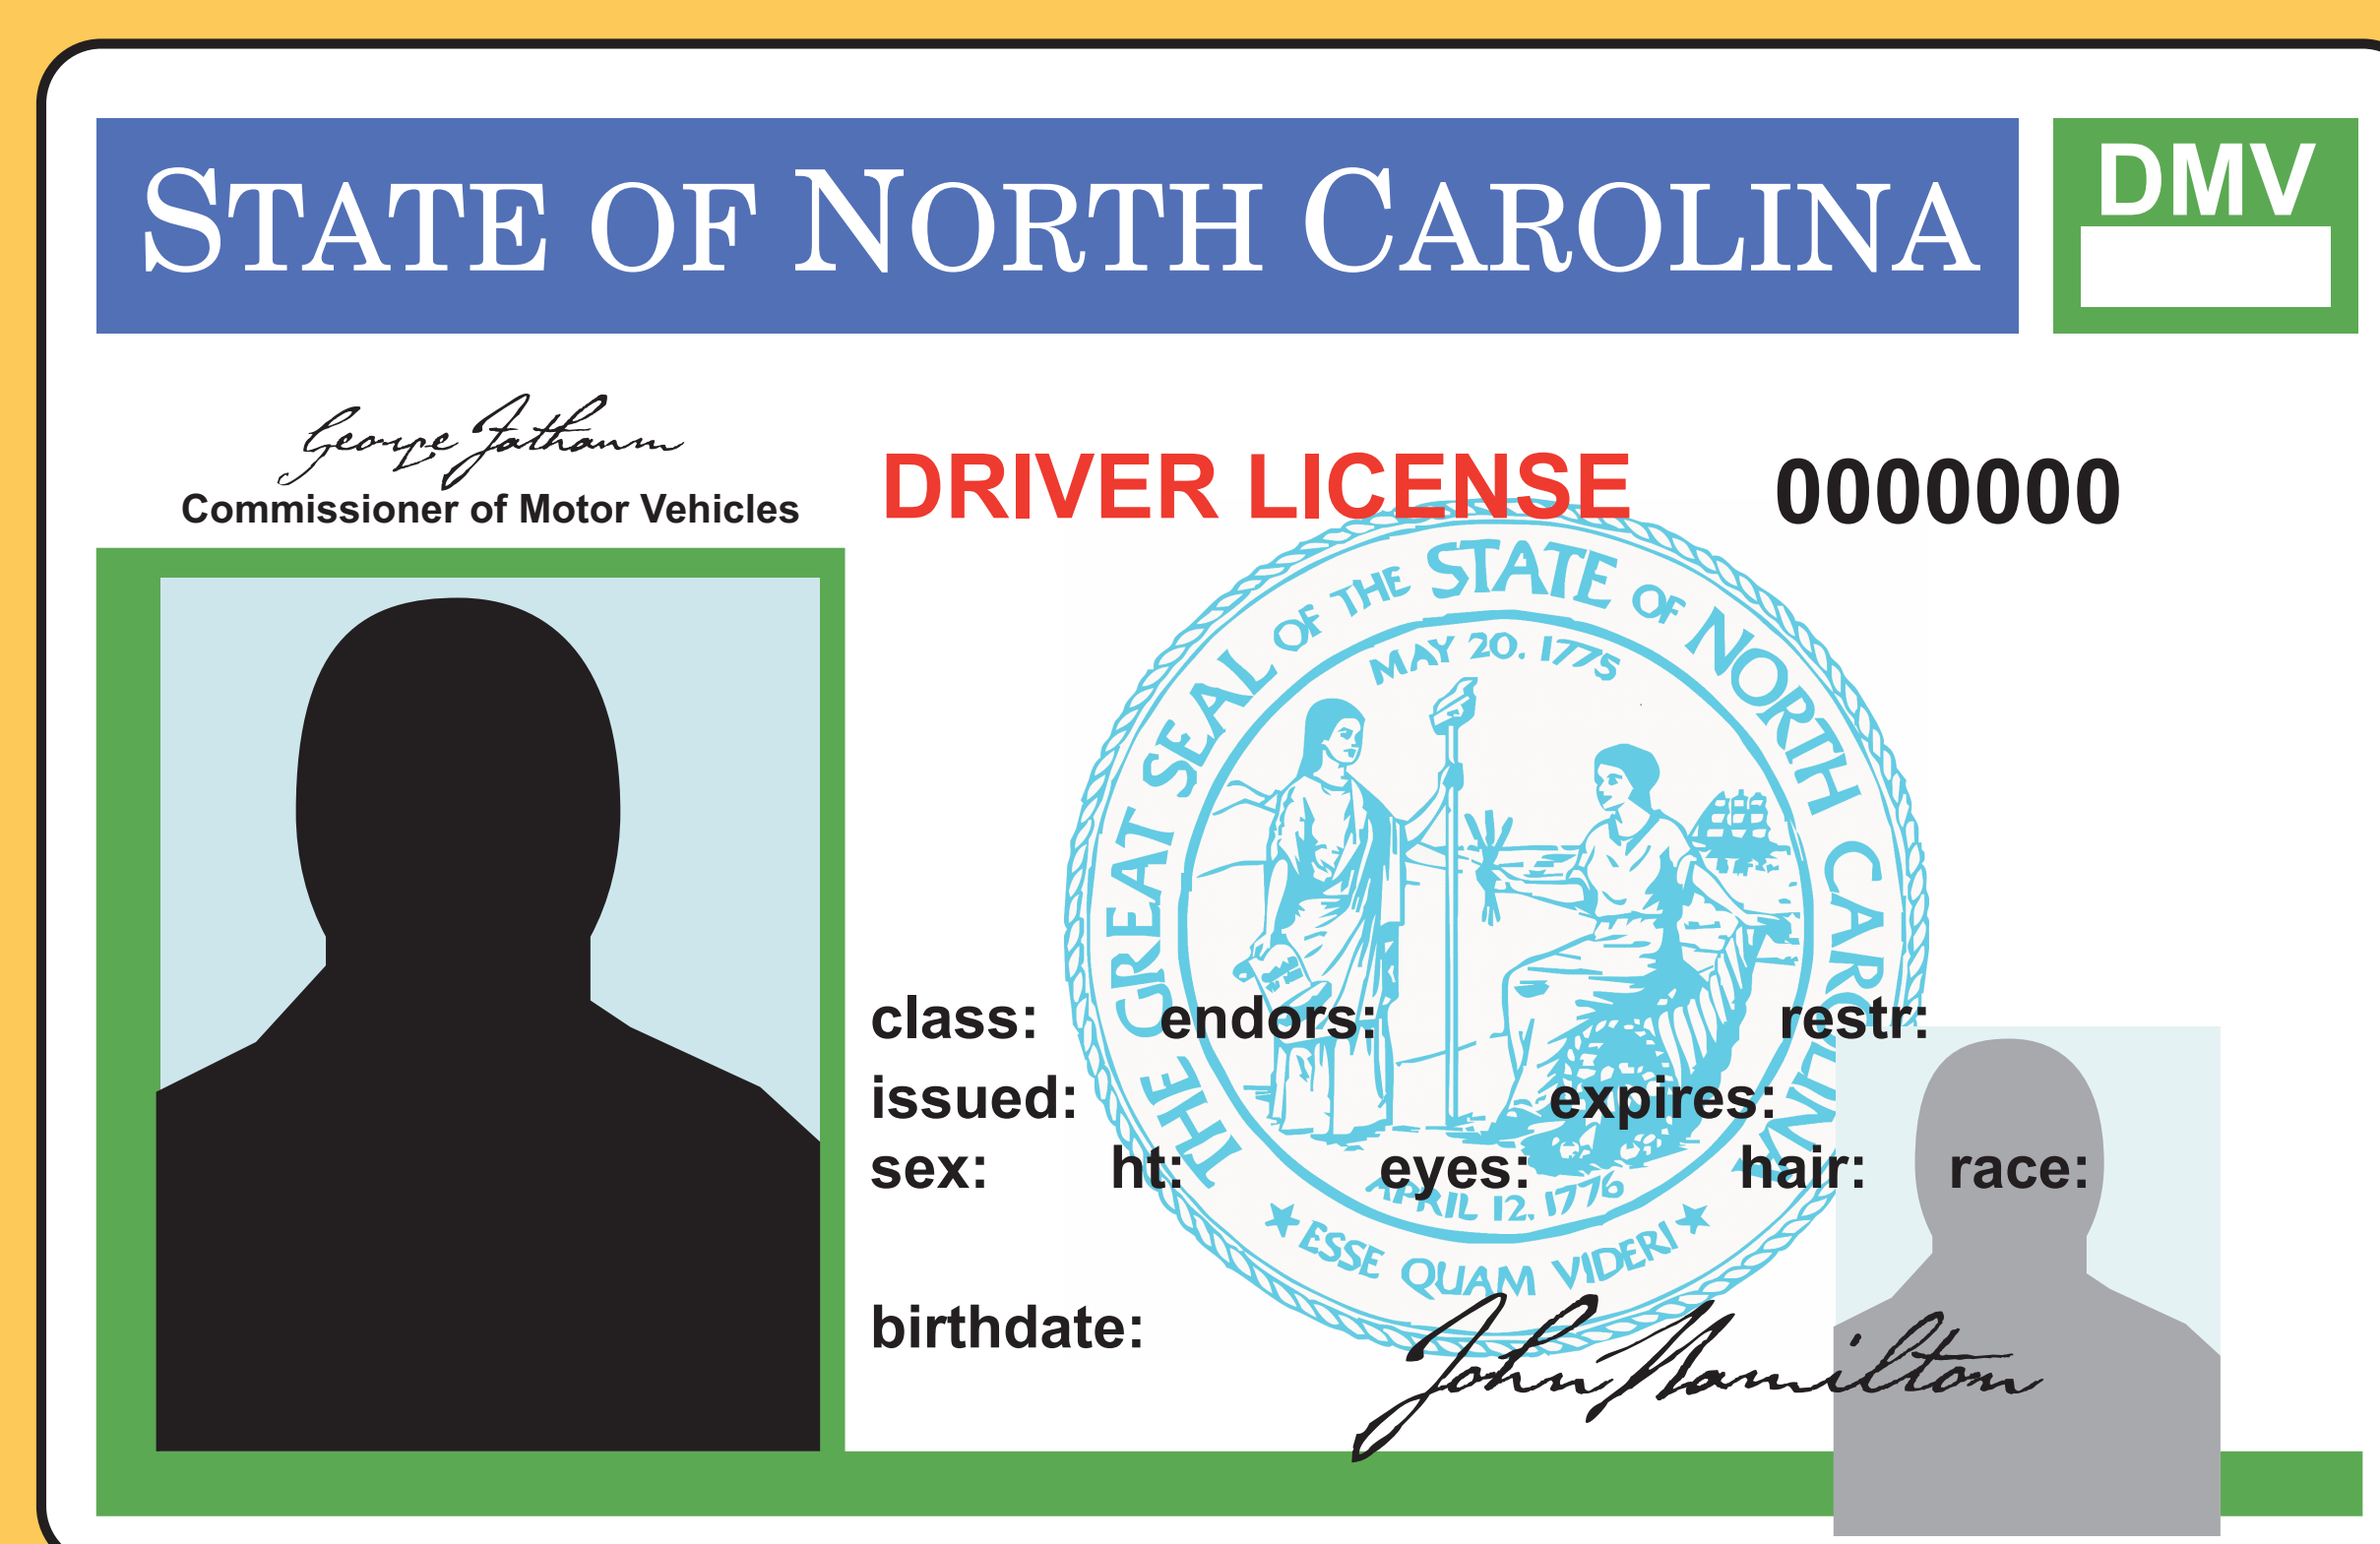 STATE OF NORTH CAROLINA
DMV
George Tatham
Commissioner of Motor Vehicles
DRIVER LICENSE 0000000
THE GREAT SEAL OF THE STATE OF NORTH CAROLINA
MAY 20, 1775
class: endors: restr:
issued: expires:
sex: ht: eyes: hair: race:
APRIL 12, 1776
★ ESSE QUAM VIDERI ★
birthdate:
John Hamilton